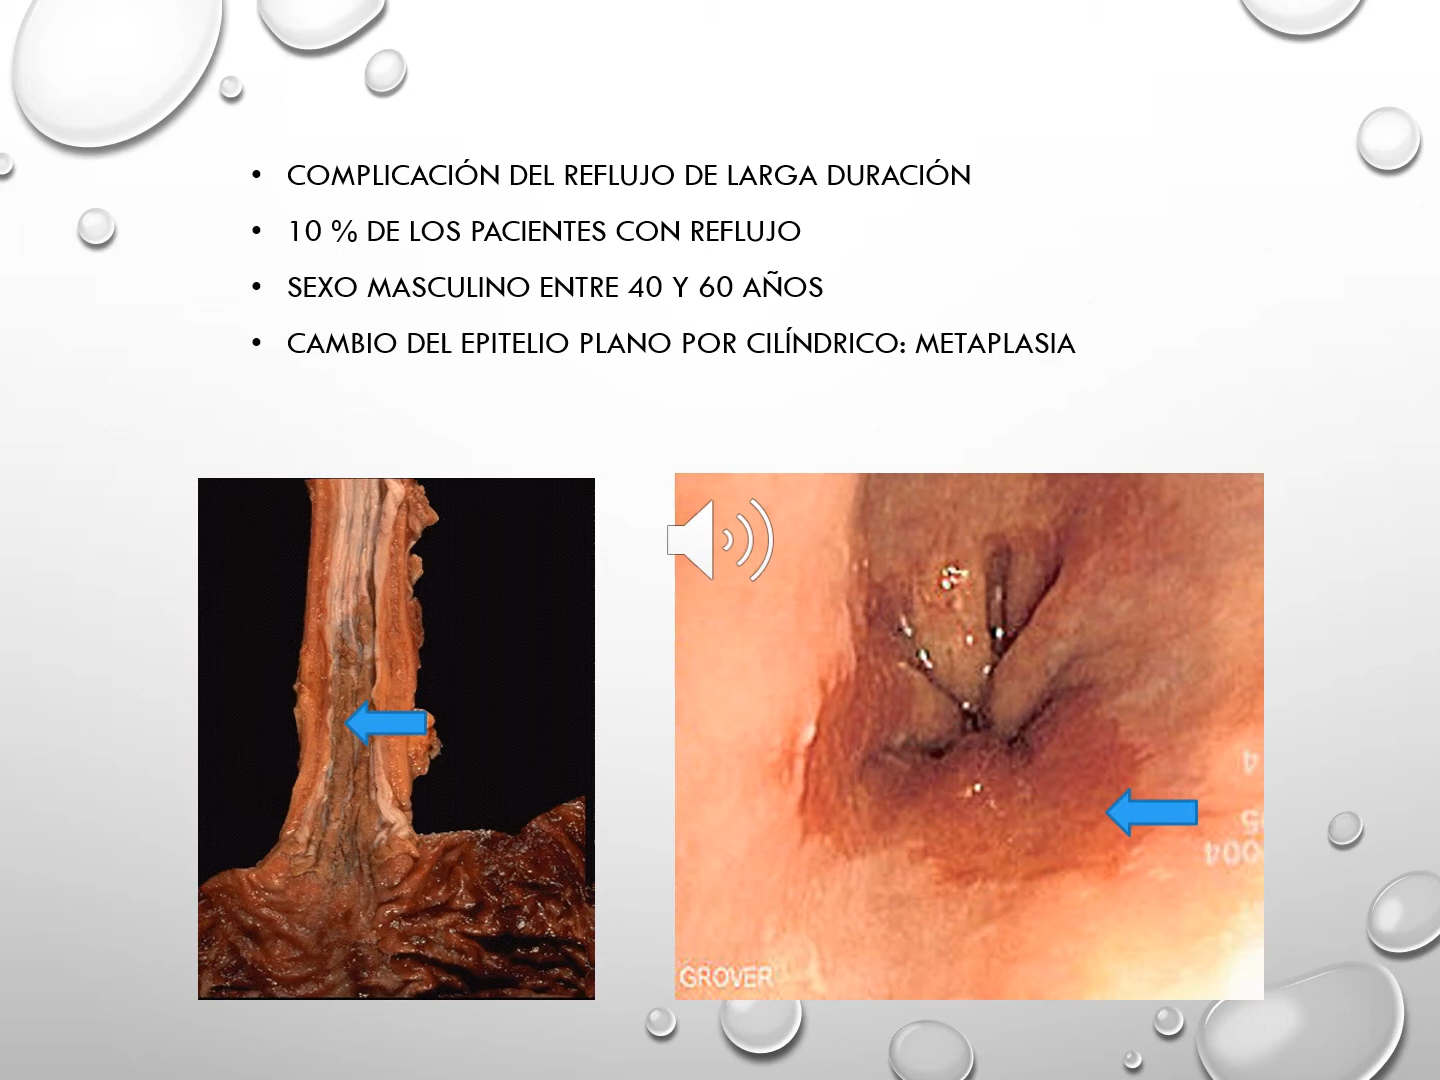 • COMPLICACIÓN DEL REFLUJO DE LARGA DURACIÓN
• 10 % DE LOS PACIENTES CON REFLUJO
• SEXO MASCULINO ENTRE 40 Y 60 AÑOS
• CAMBIO DEL EPITELIO PLANO POR CILÍNDRICO: METAPLASIA
GROVER